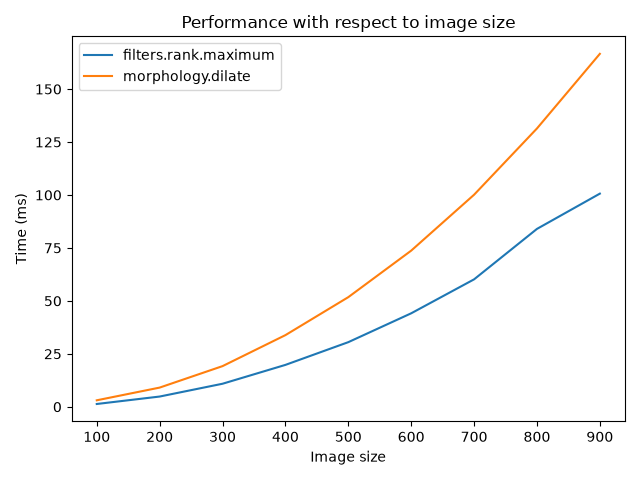 Performance with respect to image size
filters.rank.maximum
morphology.dilate
Time (ms)
150
125
100
75
50
25
0
100 200 300 400 500 600 700 800 900
Image size